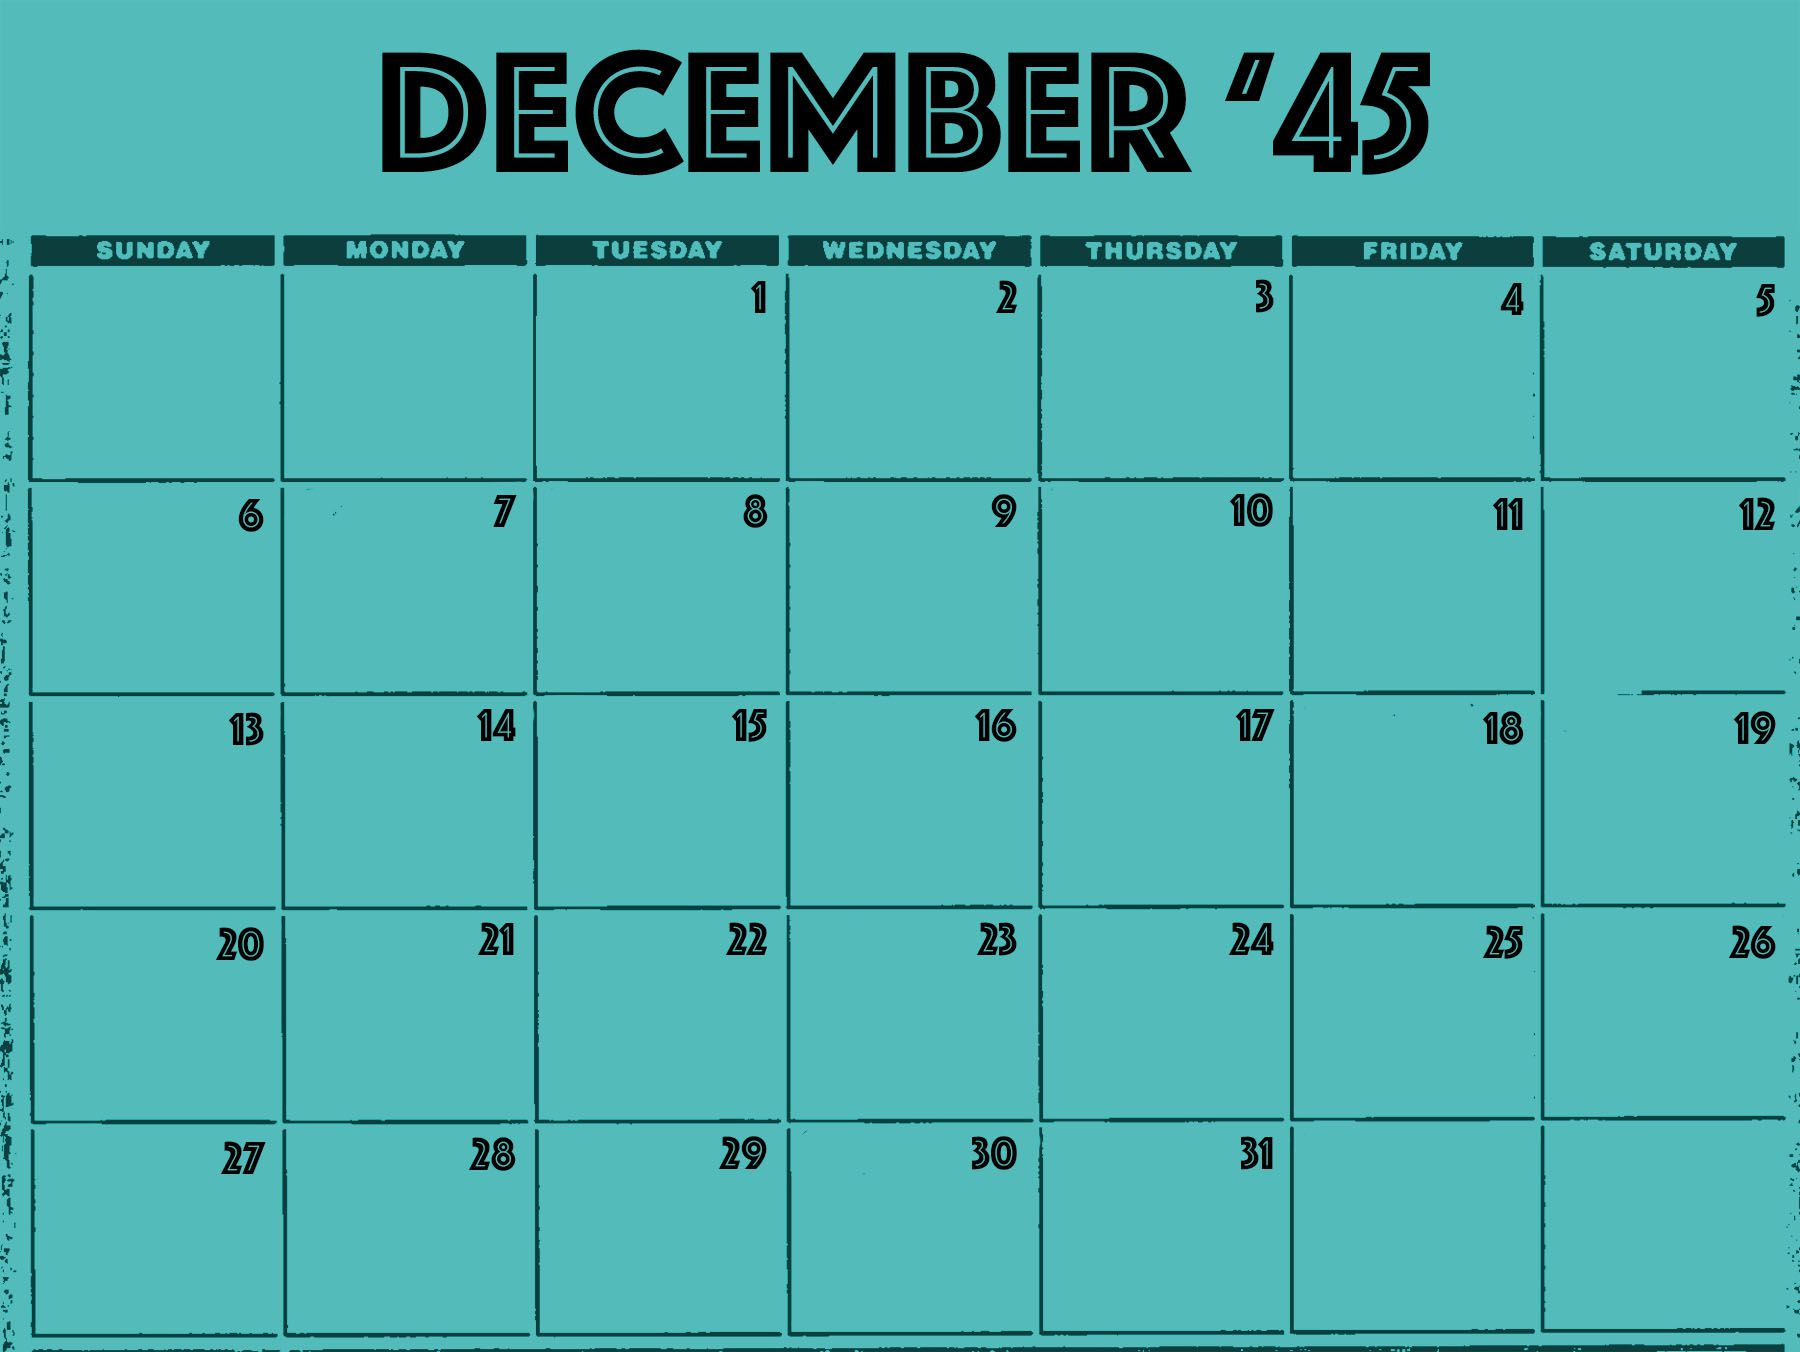 DECEMBER '45
SUNDAY MONDAY TUESDAY WEDNESDAY THURSDAY FRIDAY SATURDAY
1 2 3 4 5
6 7 8 9 10 11 12
13 14 15 16 17 18 19
20 21 22 23 24 25 26
27 28 29 30 31